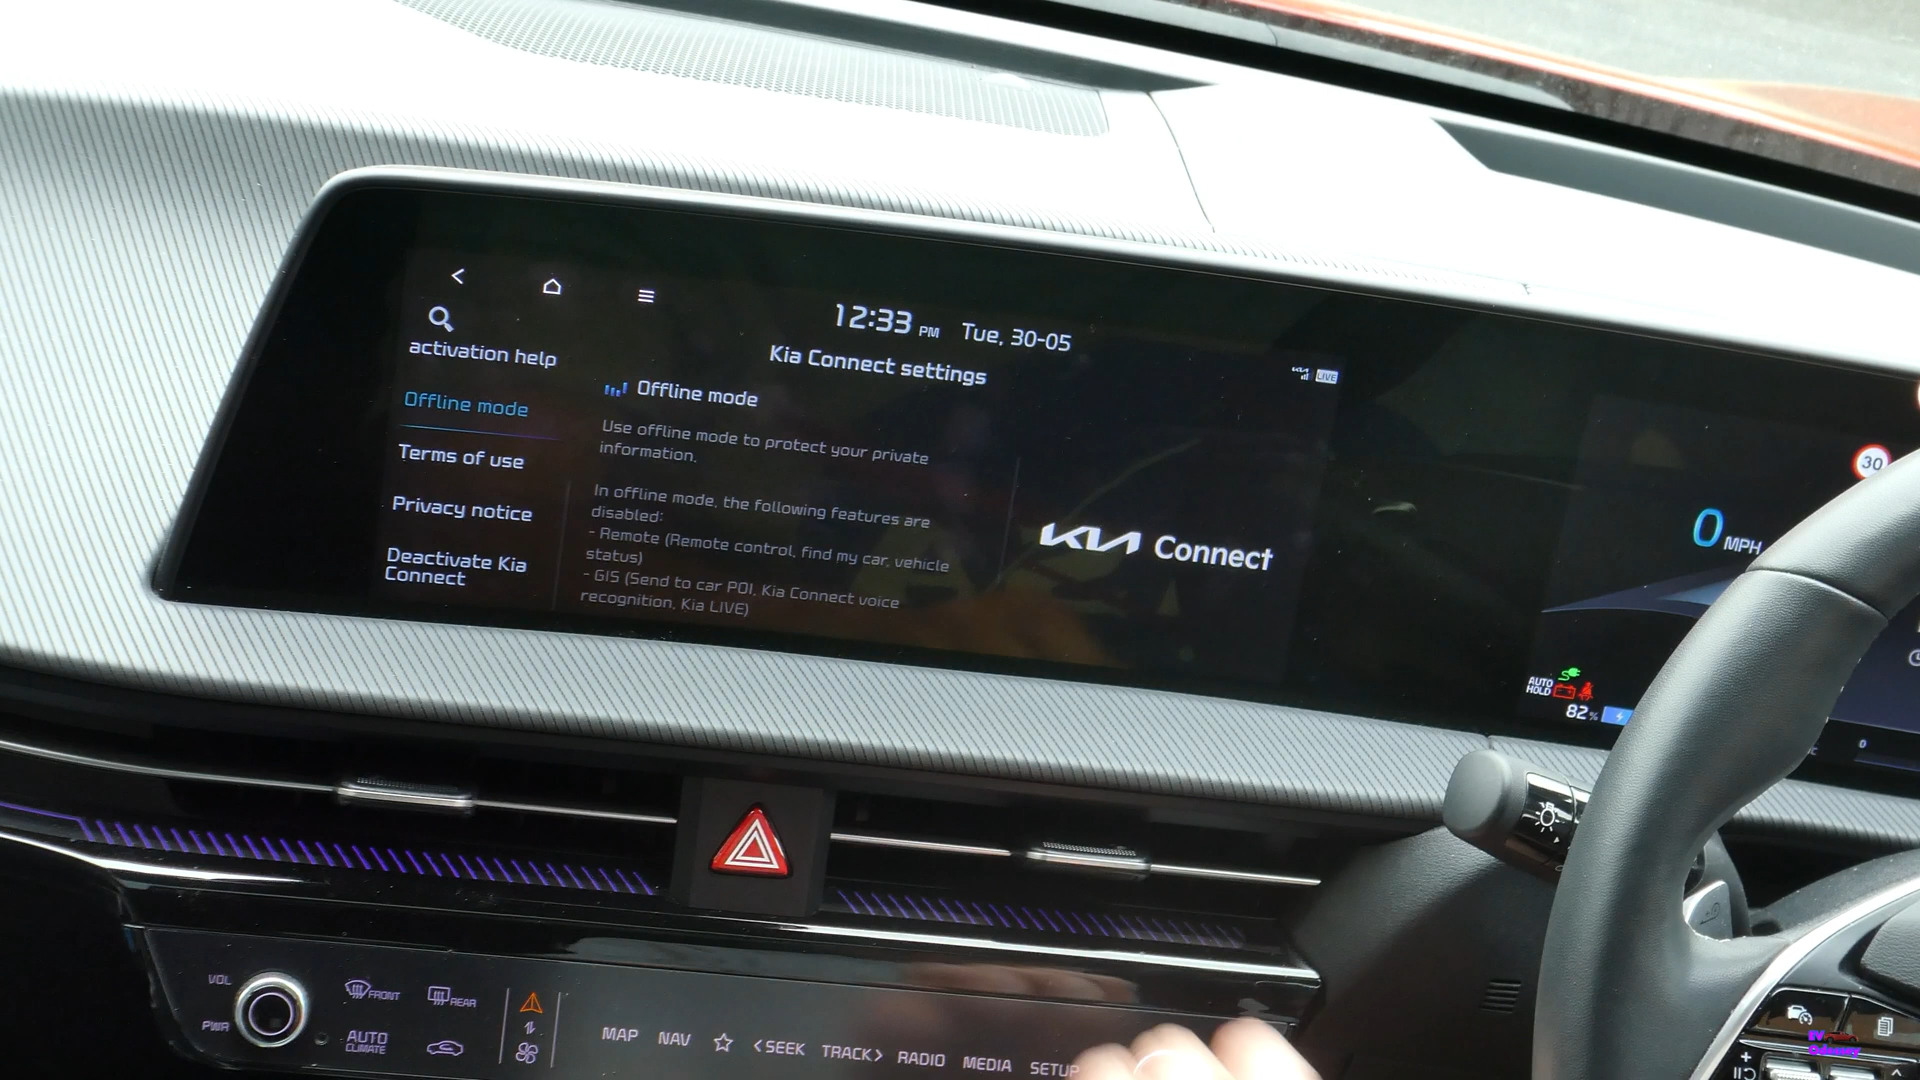 12:33 PM Tue, 30-05
Kia Connect settings
LIVE
activation help
Offline mode
Terms of use
Privacy notice
Deactivate Kia
Connect
Offline mode
Use offline mode to protect your private
information.
In offline mode, the following features are
disabled:
- Remote (Remote control, find my car, vehicle
status)
- GIS (Send to car POI, Kia Connect voice
recognition, Kia LIVE)
KIA Connect
30
0 MPH
AUTO
HOLD
82%
0
VOL
PWR
FRONT
REAR
AUTO
CLIMATE
MAP
NAV
< SEEK
TRACK >
RADIO
MEDIA
SETUP
EV
Odyssey